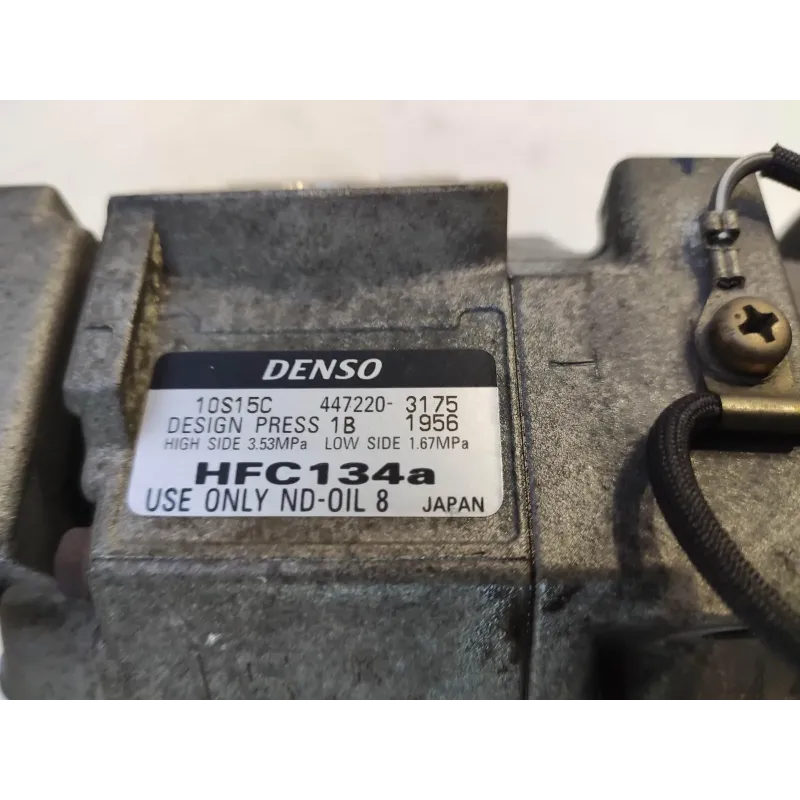 DENSO
10S15C 447220-3175
DESIGN PRESS 1B 1956
HIGH SIDE 3.53MPa LOW SIDE 1.67MPa
HFC134a
USE ONLY ND-OIL 8 JAPAN